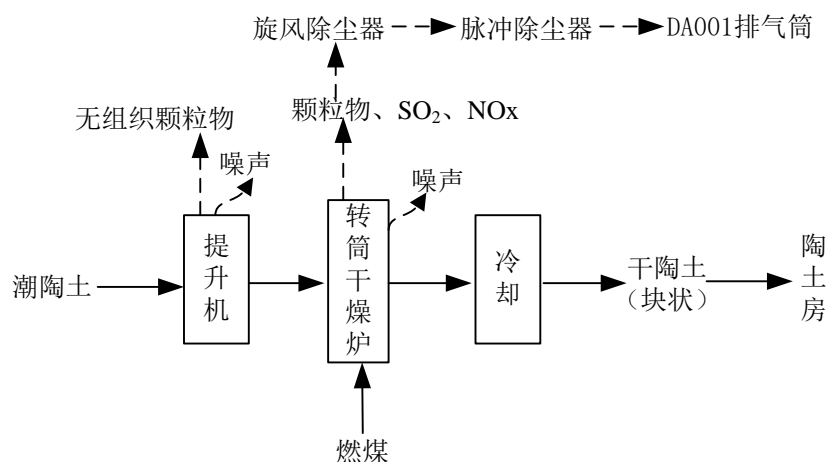 旋风除尘器
脉冲除尘器
DA001排气筒
颗粒物、SO₂、NOx
无组织颗粒物
噪声
噪声
潮陶土
提升机
转筒干燥炉
冷却
干陶土
（块状）
陶土房
燃煤